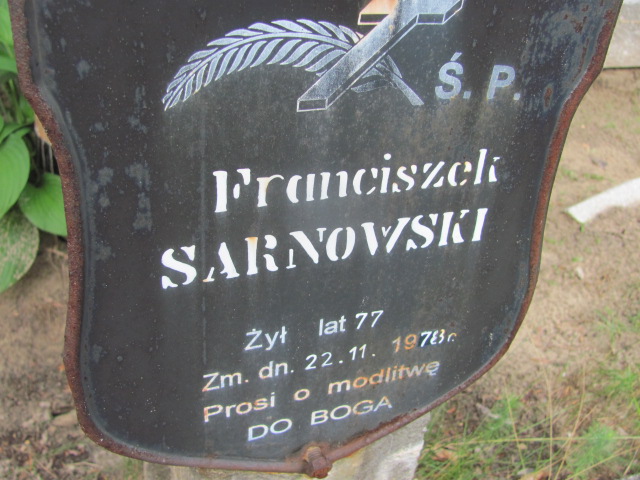 Ś. P.
Franciszek
SARNOWSKI
Żył lat 77
Zm. dn. 22.11. 1978r.
Prosi o modlitwę
DO BOGA